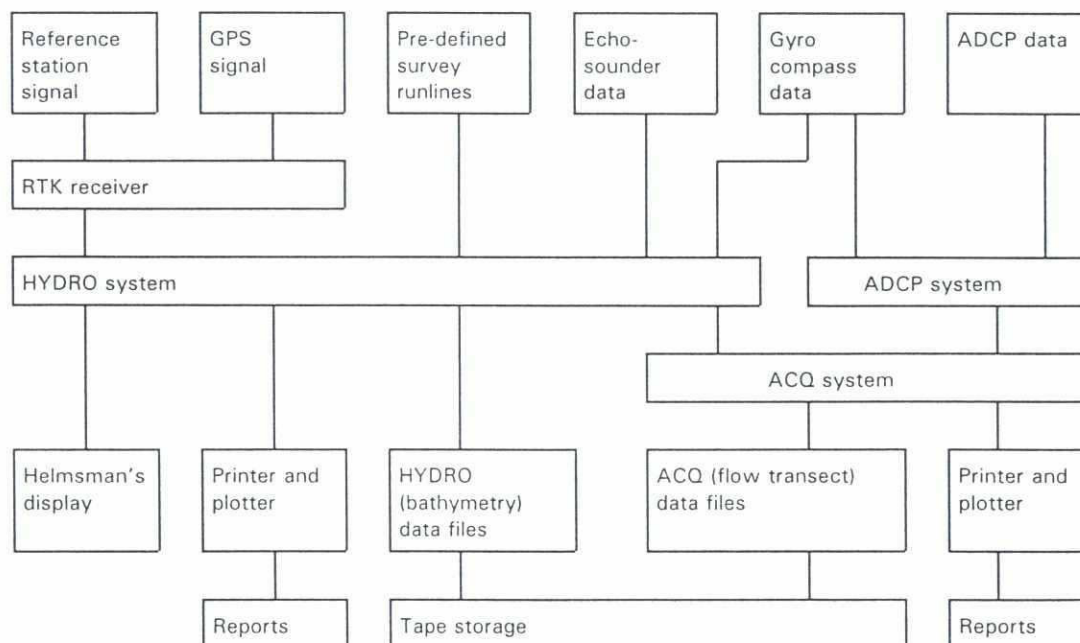 Reference
station
signal
GPS
signal
Pre-defined
survey
runlines
Echo-
sounder
data
Gyro
compass
data
ADCP data
RTK receiver
HYDRO system
ADCP system
ACQ system
Helmsman's
display
Printer and
plotter
HYDRO
(bathymetry)
data files
ACQ (flow transect)
data files
Printer and
plotter
Reports
Tape storage
Reports